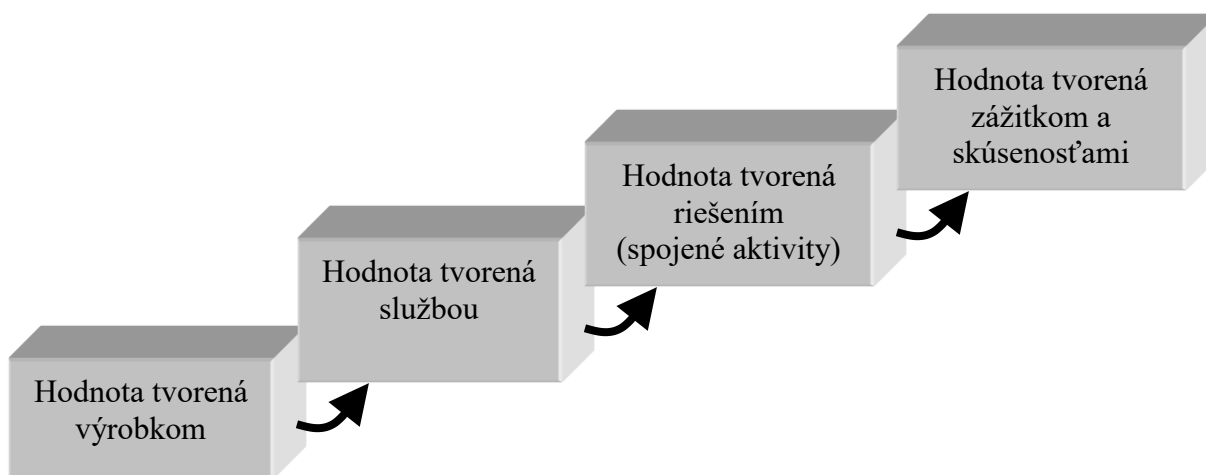 Hodnota tvorená
zážitkom a
skúsenosťami
Hodnota tvorená
riešením
(spojené aktivity)
Hodnota tvorená
službou
Hodnota tvorená
výrobkom